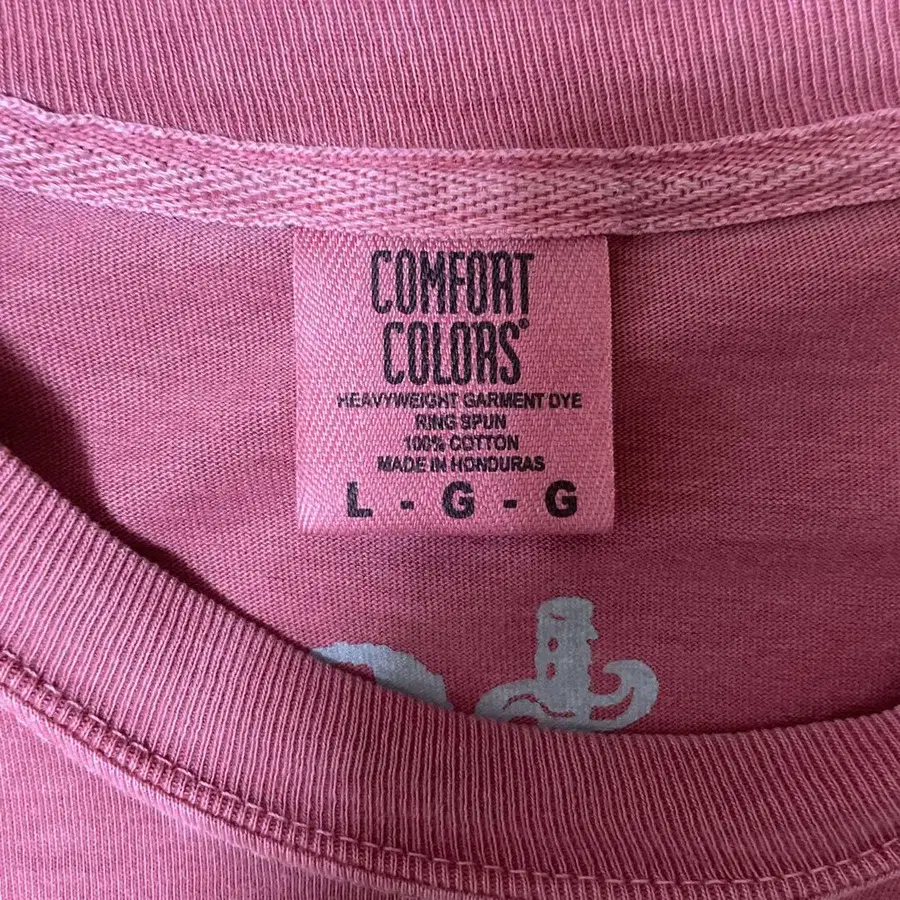 COMFORT
COLORS®
HEAVYWEIGHT GARMENT DYE
RING SPUN
100% COTTON
MADE IN HONDURAS
L - G - G